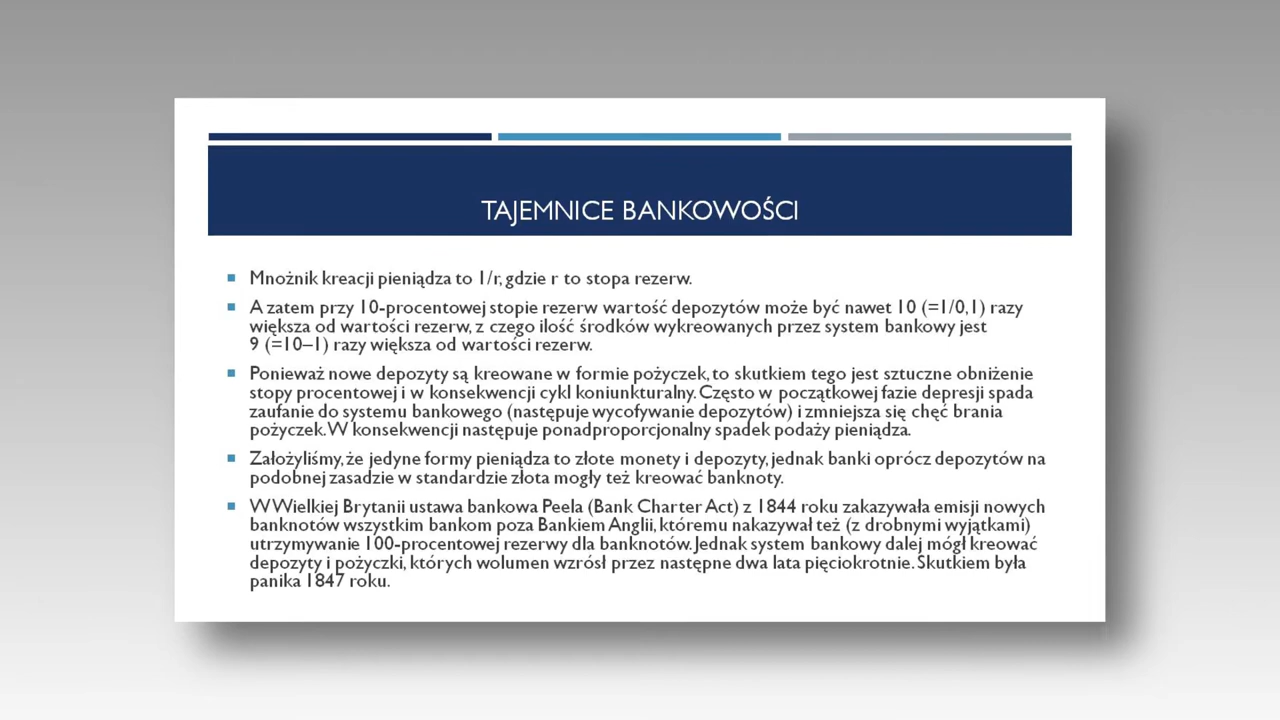 TAJEMNICE BANKOWOŚCI
Mnożnik kreacji pieniądza to 1/r, gdzie r to stopa rezerw.
A zatem przy 10-procentowej stopie rezerw wartość depozytów może być nawet 10 (=1/0,1) razy
większa od wartości rezerw, z czego ilość środków wykreowanych przez system bankowy jest
9 (=10–1) razy większa od wartości rezerw.
Ponieważ nowe depozyty są kreowane w formie pożyczek, to skutkiem tego jest sztuczne obniżenie
stopy procentowej i w konsekwencji cykl koniunkturalny. Często w początkowej fazie depresji spada
zaufanie do systemu bankowego (następuje wycofywanie depozytów) i zmniejsza się chęć brania
pożyczek. W konsekwencji następuje ponadproporcjonalny spadek podaży pieniądza.
Założyliśmy, że jedyne formy pieniądza to złote monety i depozyty, jednak banki oprócz depozytów na
podobnej zasadzie w standardzie złota mogły też kreować banknoty.
W Wielkiej Brytanii ustawa bankowa Peela (Bank Charter Act) z 1844 roku zakazywała emisji nowych
banknotów wszystkim bankom poza Bankiem Anglii, któremu nakazywał też (z drobnymi wyjątkami)
utrzymywanie 100-procentowej rezerwy dla banknotów. Jednak system bankowy dalej mógł kreować
depozyty i pożyczki, których wolumen wzrósł przez następne dwa lata pięciokrotnie. Skutkiem była
panika 1847 roku.